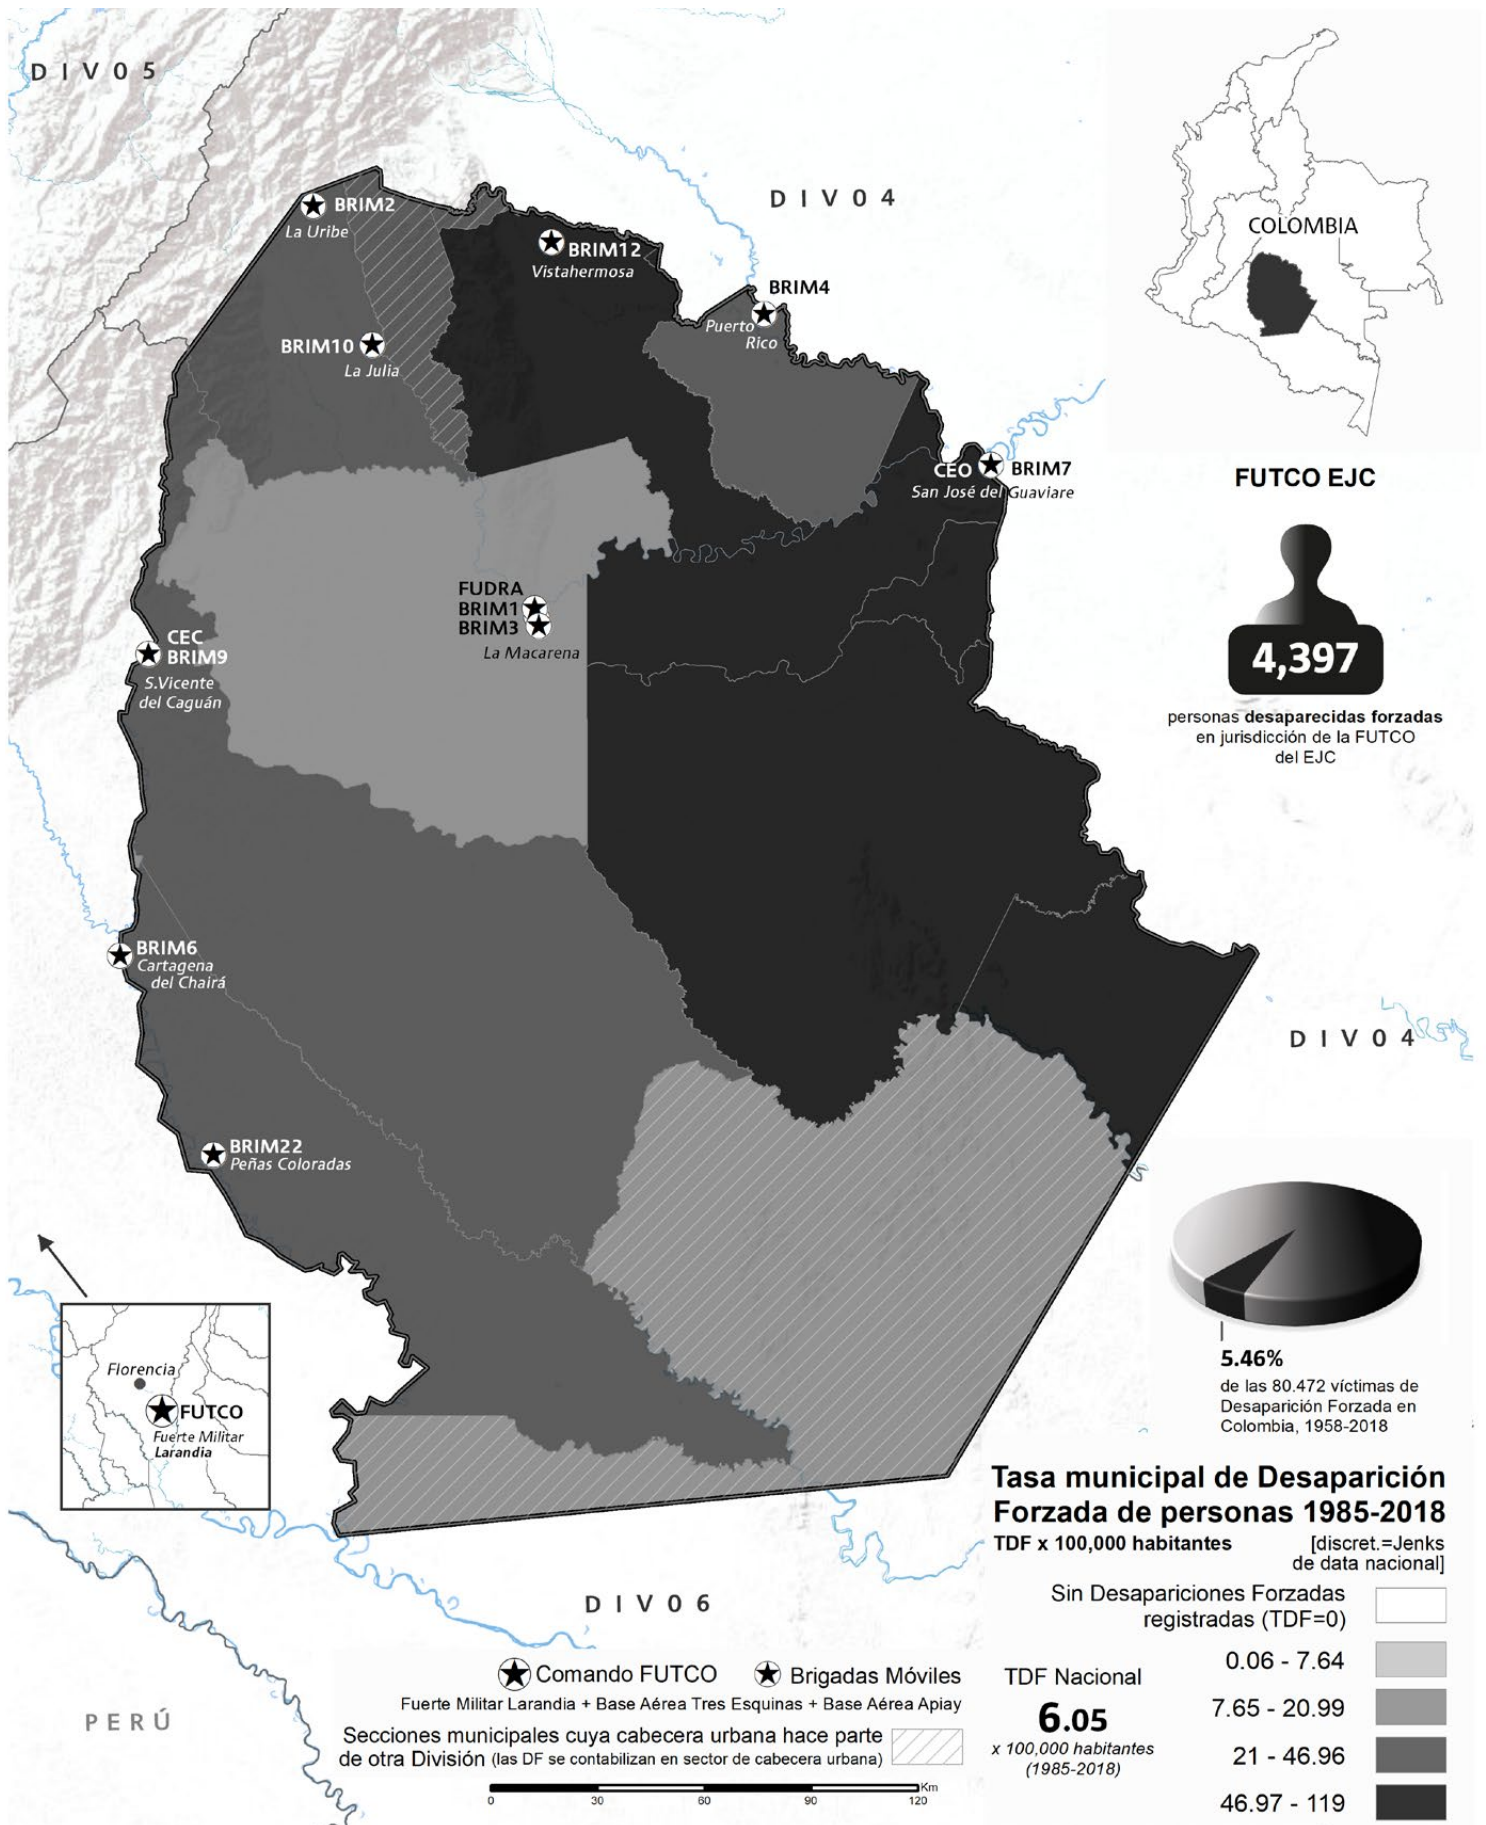 DIV05
DIV04
COLOMBIA
BRIM2
La Uribe
BRIM12
Vistahermosa
BRIM4
Puerto
Rico
BRIM10
La Julia
CEO
BRIM7
San José del Guaviare
FUTCO EJC
4,397
personas desaparecidas forzadas
en jurisdicción de la FUTCO
del EJC
FUDRA
BRIM1
BRIM3
La Macarena
CEC
BRIM9
S.Vicente
del Caguán
BRIM6
Cartagena
del Chairá
DIV04
BRIM22
Peñas Coloradas
Florencia
FUTCO
Fuerte Militar
Larandia
5.46%
de las 80.472 víctimas de
Desaparición Forzada en
Colombia, 1958-2018
DIV06
PERÚ
Tasa municipal de Desaparición
Forzada de personas 1985-2018
TDF x 100,000 habitantes
[discret.=Jenks
de data nacional]
Sin Desapariciones Forzadas
registradas (TDF=0)
0.06 - 7.64
7.65 - 20.99
21 - 46.96
46.97 - 119
TDF Nacional
6.05
x 100,000 habitantes
(1985-2018)
Comando FUTCO
Brigadas Móviles
Fuerte Militar Larandia + Base Aérea Tres Esquinas + Base Aérea Apiay
Secciones municipales cuya cabecera urbana hace parte
de otra División (las DF se contabilizan en sector de cabecera urbana)
Km
0 30 60 90 120